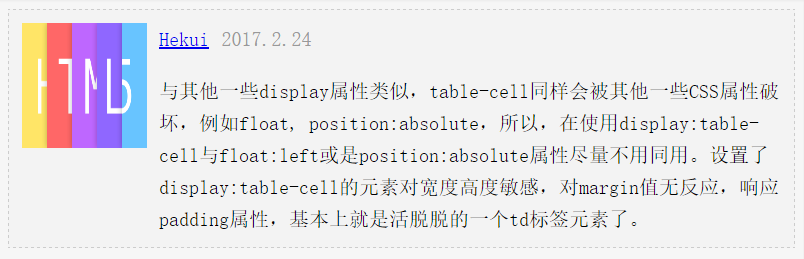 HTML5
Hekui 2017.2.24
与其他一些display属性类似，table-cell同样会被其他一些CSS属性破
坏，例如float, position:absolute，所以，在使用display:table-
cell与float:left或是position:absolute属性尽量不用同用。设置了
display:table-cell的元素对宽度高度敏感，对margin值无反应，响应
padding属性，基本上就是活脱脱的一个td标签元素了。